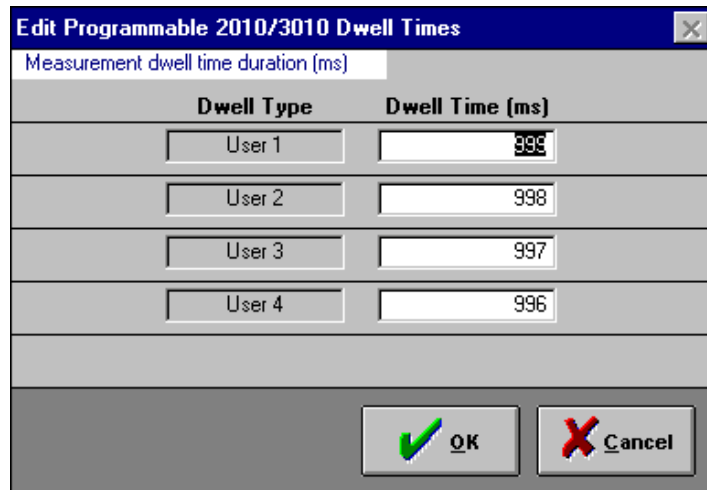 Edit Programmable 2010/3010 Dwell Times
Measurement dwell time duration (ms)
Dwell Type Dwell Time (ms)
User 1 999
User 2 998
User 3 997
User 4 996
OK Cancel